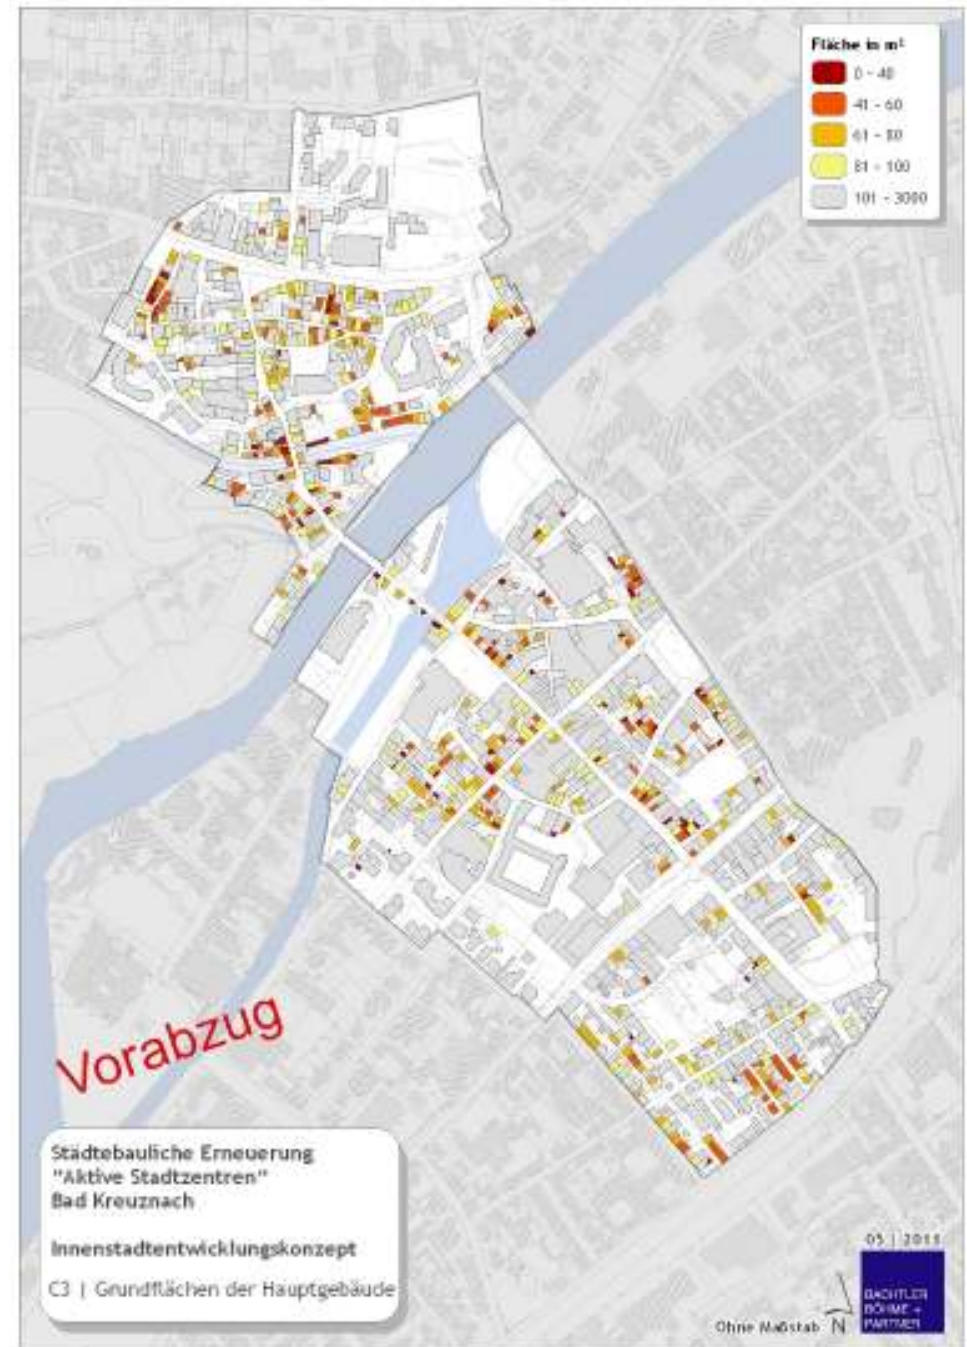 Fläche in m²
0 - 40
41 - 60
61 - 80
81 - 100
101 - 3000
Vorabzug
Städtebauliche Erneuerung
"Aktive Stadtzentren"
Bad Kreuznach
Innenstadtentwicklungskonzept
C3 | Grundflächen der Hauptgebäude
05 | 2011
BACHTLER
BÖHME +
PARTNER
Ohne Maßstab N